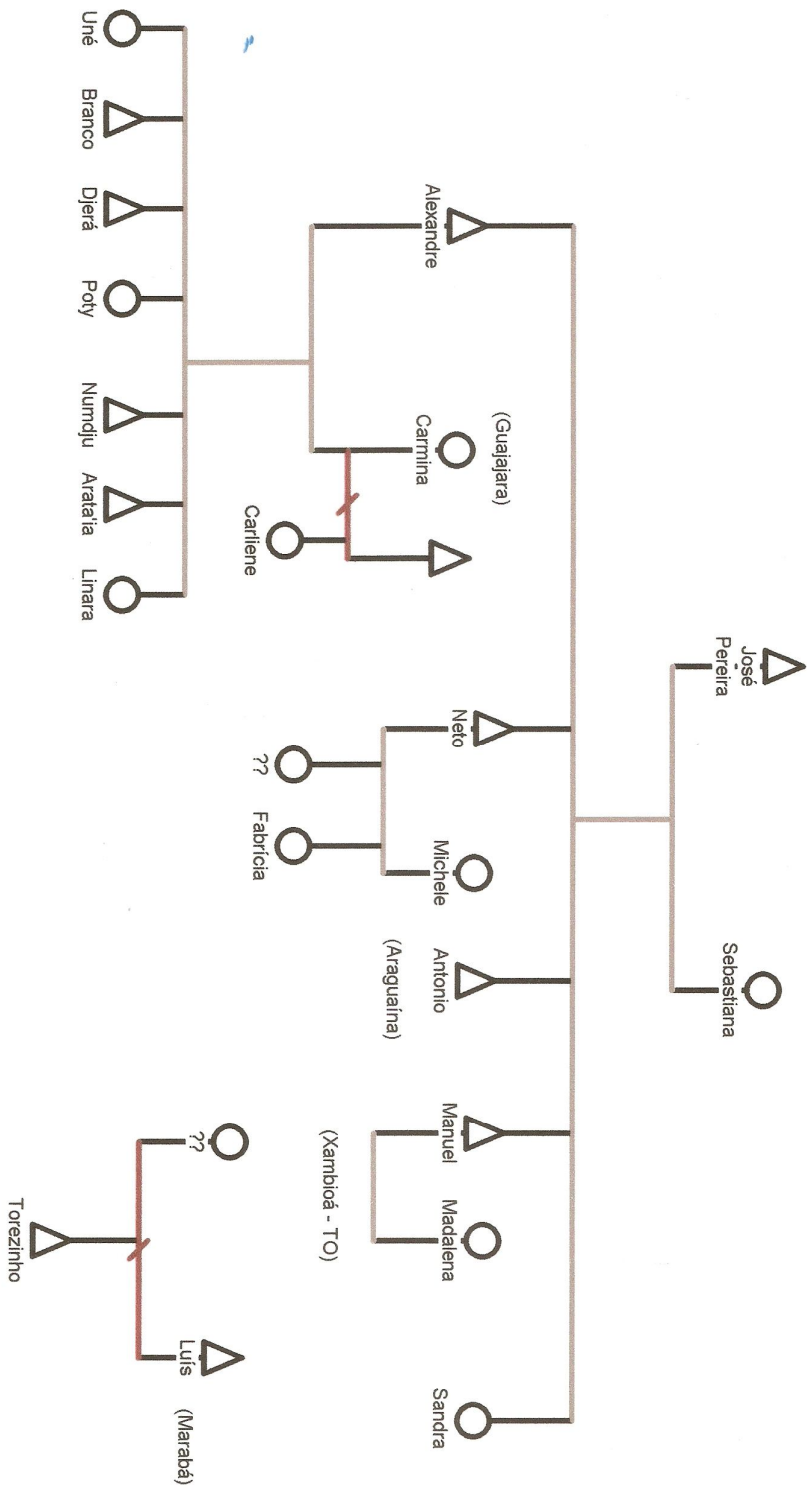 José
Pereira
Sebastiana
Alexandre
(Guajajara)
Carmina
Carliene
Neto
Michele
??
Fabrícia
Antonio
(Araguaína)
Manuel
Madalena
(Xambioá - TO)
Sandra
Uné
Branco
Djerá
Poty
Numdju
Arata'ia
Linara
??
Luís
(Marabá)
Torezinho